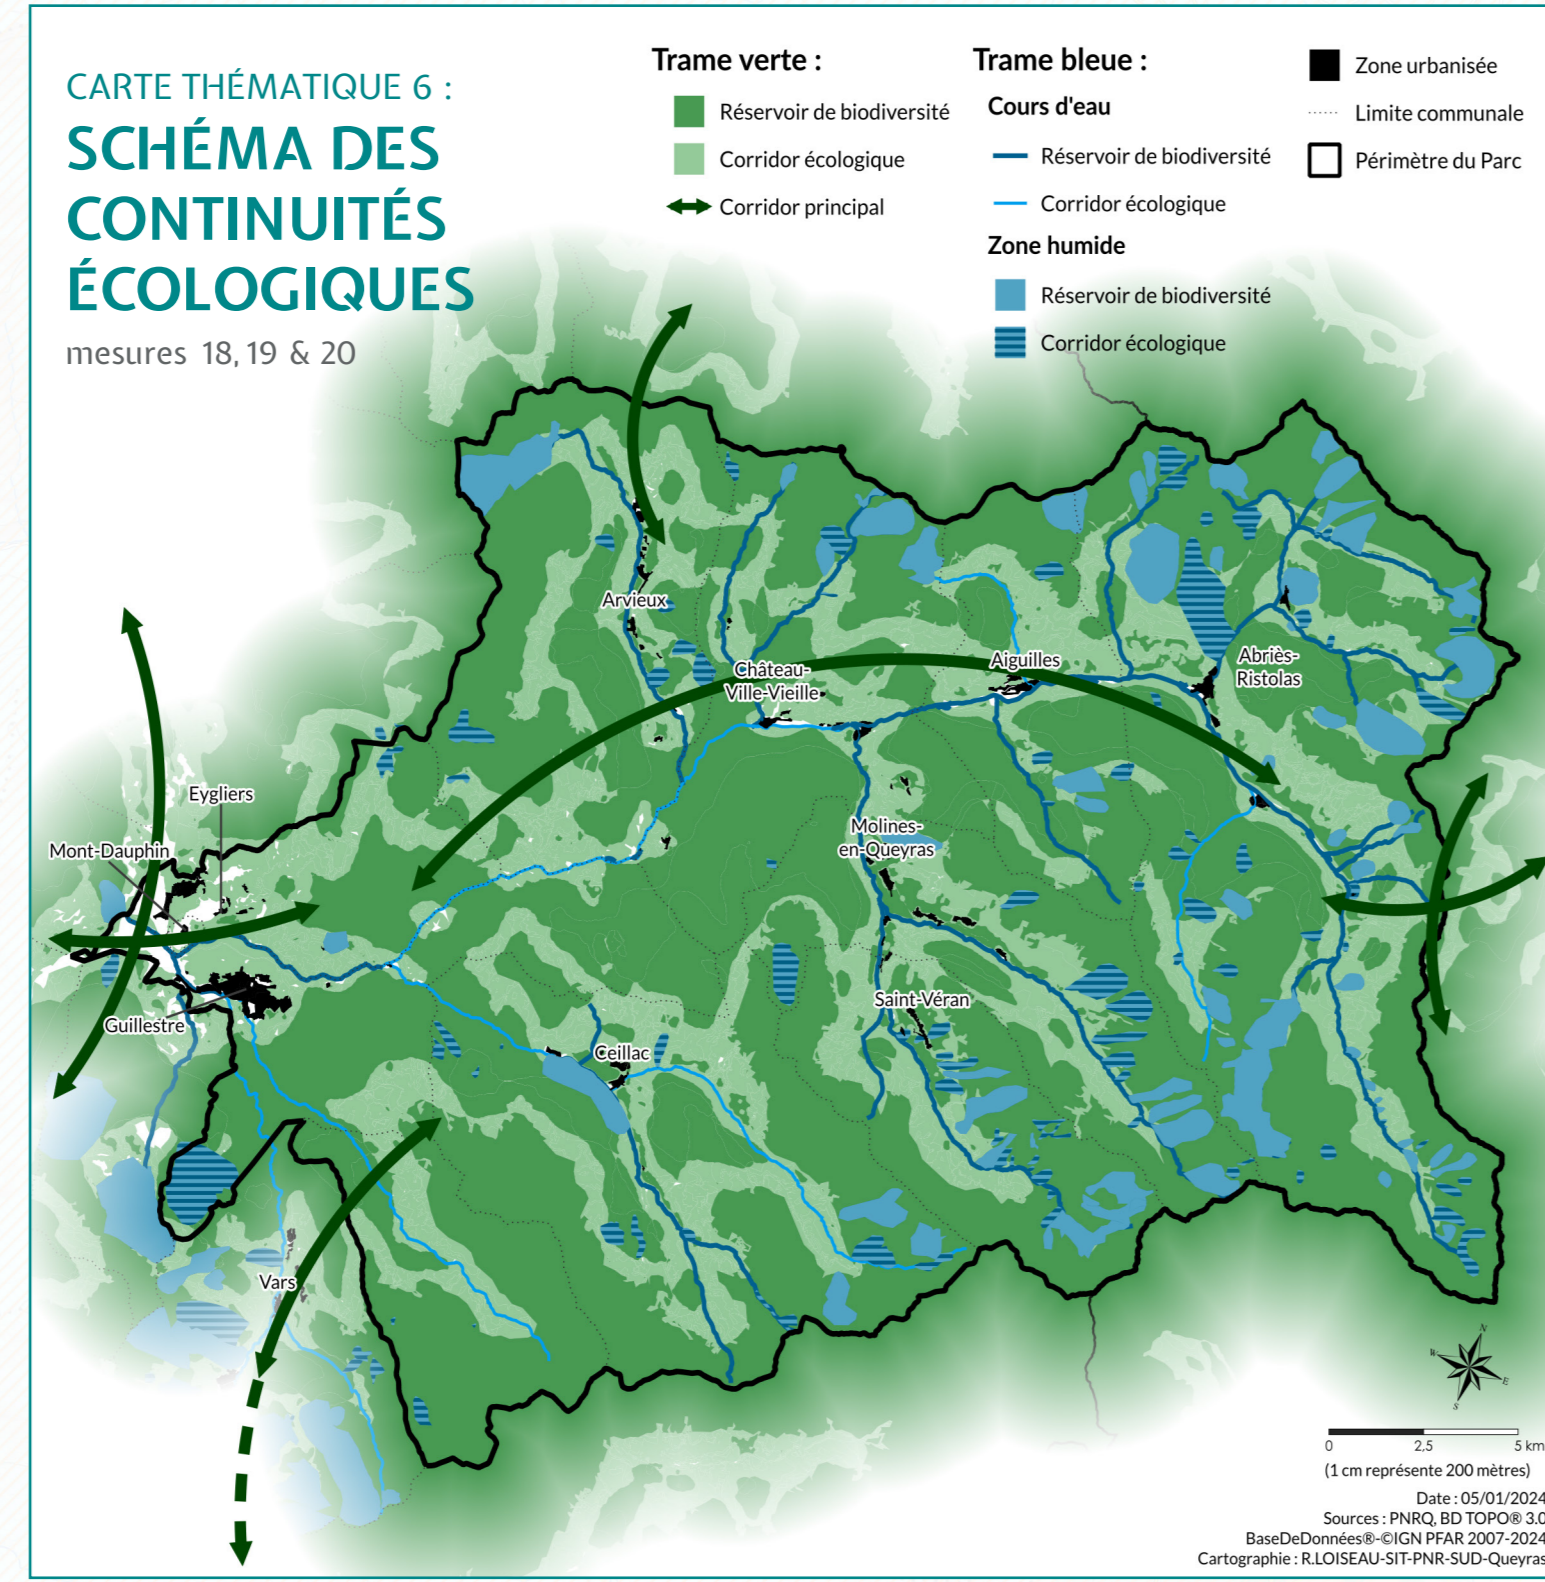 CARTE THÉMATIQUE 6 :
SCHÉMA DES
CONTINUITÉS
ÉCOLOGIQUES
mesures 18, 19 & 20
Trame verte :
Réservoir de biodiversité
Corridor écologique
Corridor principal
Trame bleue :
Cours d'eau
Réservoir de biodiversité
Corridor écologique
Zone humide
Réservoir de biodiversité
Corridor écologique
Zone urbanisée
Limite communale
Périmètre du Parc
Arvieux
Château-
Ville-Vieille
Aiguilles
Abriès-
Ristolas
Eygliers
Mont-Dauphin
Molines-
en-Queyras
Guillestre
Saint-Véran
Ceillac
Vars
N
W
E
S
0 2,5 5 km
(1 cm représente 200 mètres)
Date : 05/01/2024
Sources : PNRQ, BD TOPO® 3.0
BaseDeDonnées®-©IGN PFAR 2007-2024
Cartographie : R.LOISEAU-SIT-PNR-SUD-Queyras